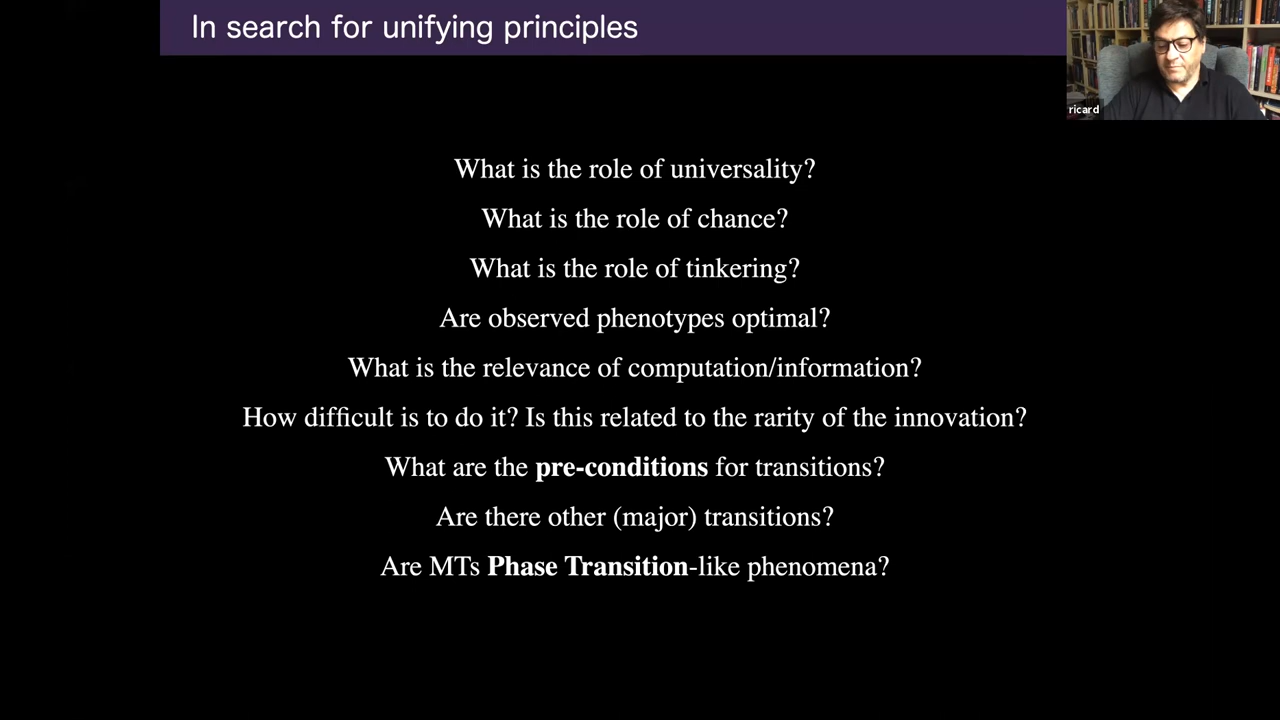 In search for unifying principles
ricard
What is the role of universality?
What is the role of chance?
What is the role of tinkering?
Are observed phenotypes optimal?
What is the relevance of computation/information?
How difficult is to do it? Is this related to the rarity of the innovation?
What are the pre-conditions for transitions?
Are there other (major) transitions?
Are MTs Phase Transition-like phenomena?